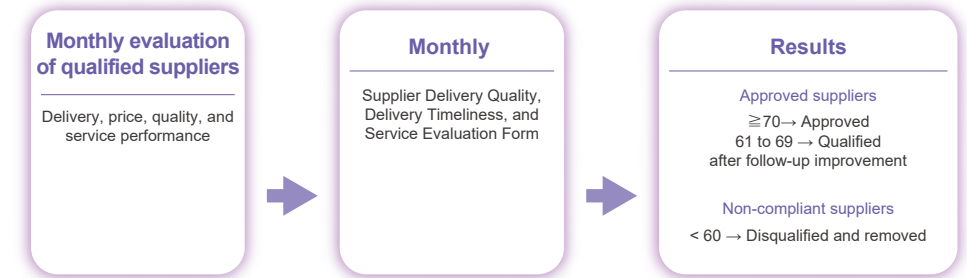 Monthly evaluation
of qualified suppliers
Delivery, price, quality, and
service performance
Monthly
Supplier Delivery Quality,
Delivery Timeliness, and
Service Evaluation Form
Results
Approved suppliers
≧70→ Approved
61 to 69 → Qualified
after follow-up improvement
Non-compliant suppliers
< 60 → Disqualified and removed